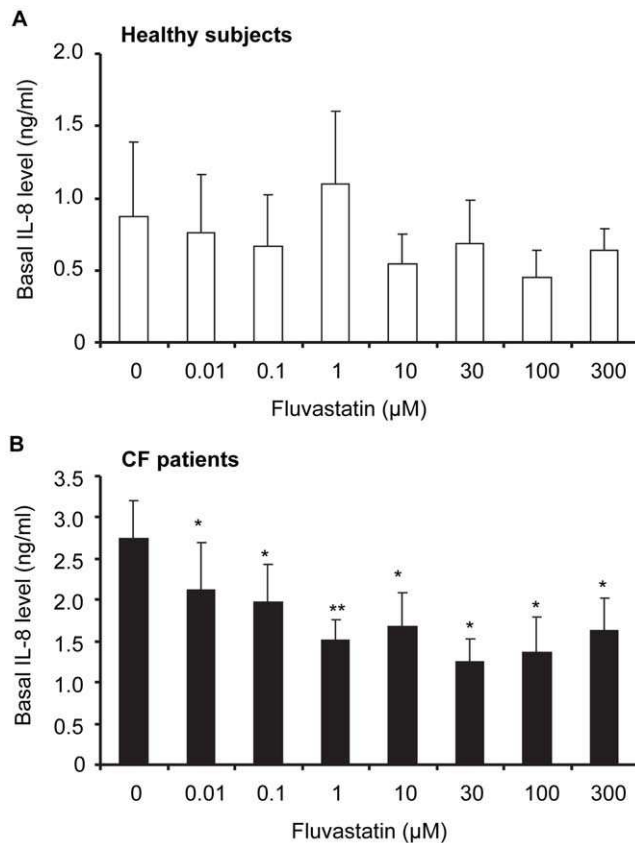 A
Healthy subjects
Basal IL-8 level (ng/ml)
2.0
1.5
1.0
0.5
0
0 0.01 0.1 1 10 30 100 300
Fluvastatin (µM)
B
CF patients
Basal IL-8 level (ng/ml)
3.5
3.0
2.5
2.0
1.5
1.0
0.5
0
* * ** * * * *
0 0.01 0.1 1 10 30 100 300
Fluvastatin (µM)